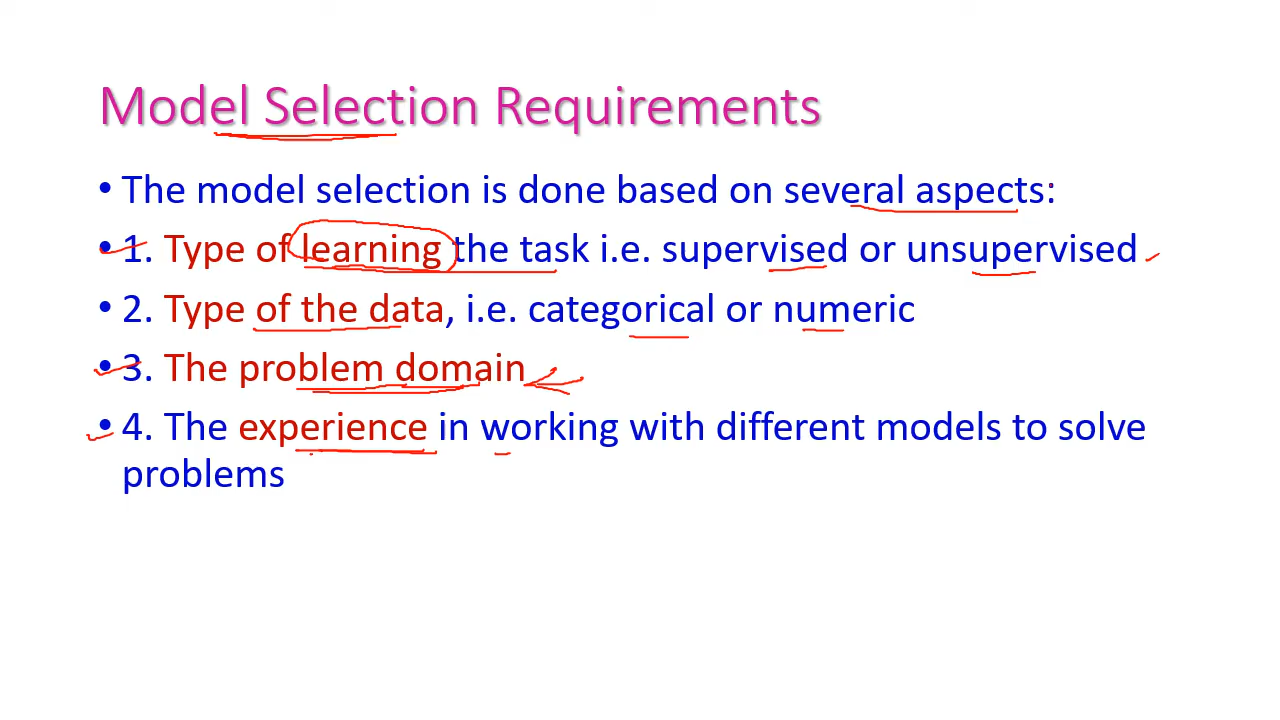 Model Selection Requirements
• The model selection is done based on several aspects:
• 1. Type of learning the task i.e. supervised or unsupervised
• 2. Type of the data, i.e. categorical or numeric
• 3. The problem domain
• 4. The experience in working with different models to solve
problems